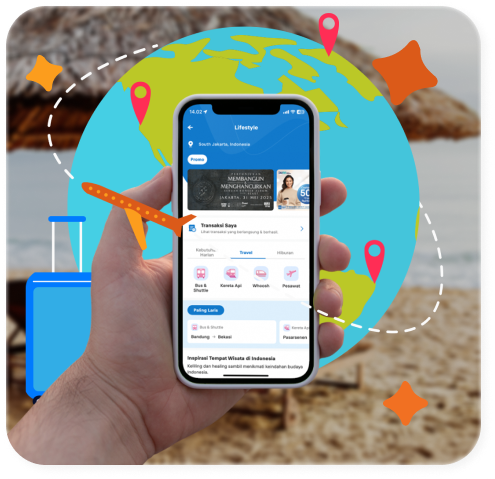 14.02
Lifestyle
South Jakarta, Indonesia
Promo
MEMBANGUN
MENGHANCURKAN
JAKARTA, 31 MEI 2025
50
Transaksi Saya
Lihat transaksi yang berlangsung & berhasil
Kebutuhan
Harian
Travel
Hiburan
Bus &
Shuttle
Kereta Api
Whoosh
Pesawat
Paling Laris
Bus & Shuttle
Kereta Api
Bandung → Bekasi
Pasarsenen
Inspirasi Tempat Wisata di Indonesia
Keliling dan healing sambil menikmati keindahan budaya
Indonesia.